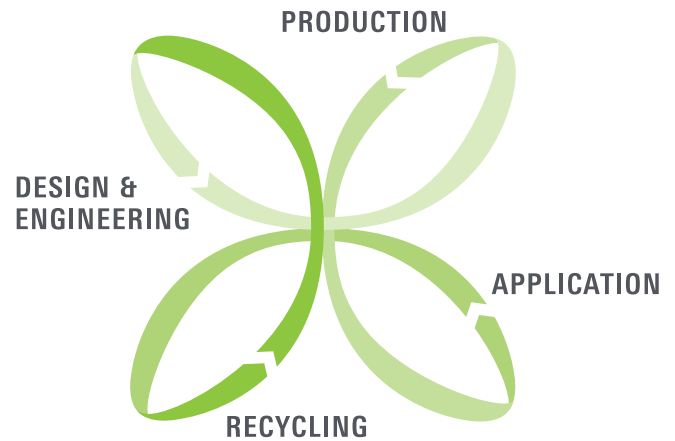 PRODUCTION
DESIGN &
ENGINEERING
APPLICATION
RECYCLING